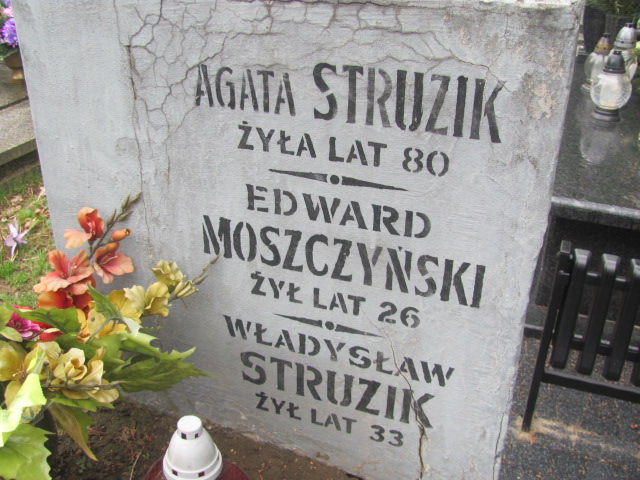 AGATA STRUZIK
ŻYŁA LAT 80
EDWARD
MOSZCZYŃSKI
ŻYŁ LAT 26
WŁADYSŁAW
STRUZIK
ŻYŁ LAT 33